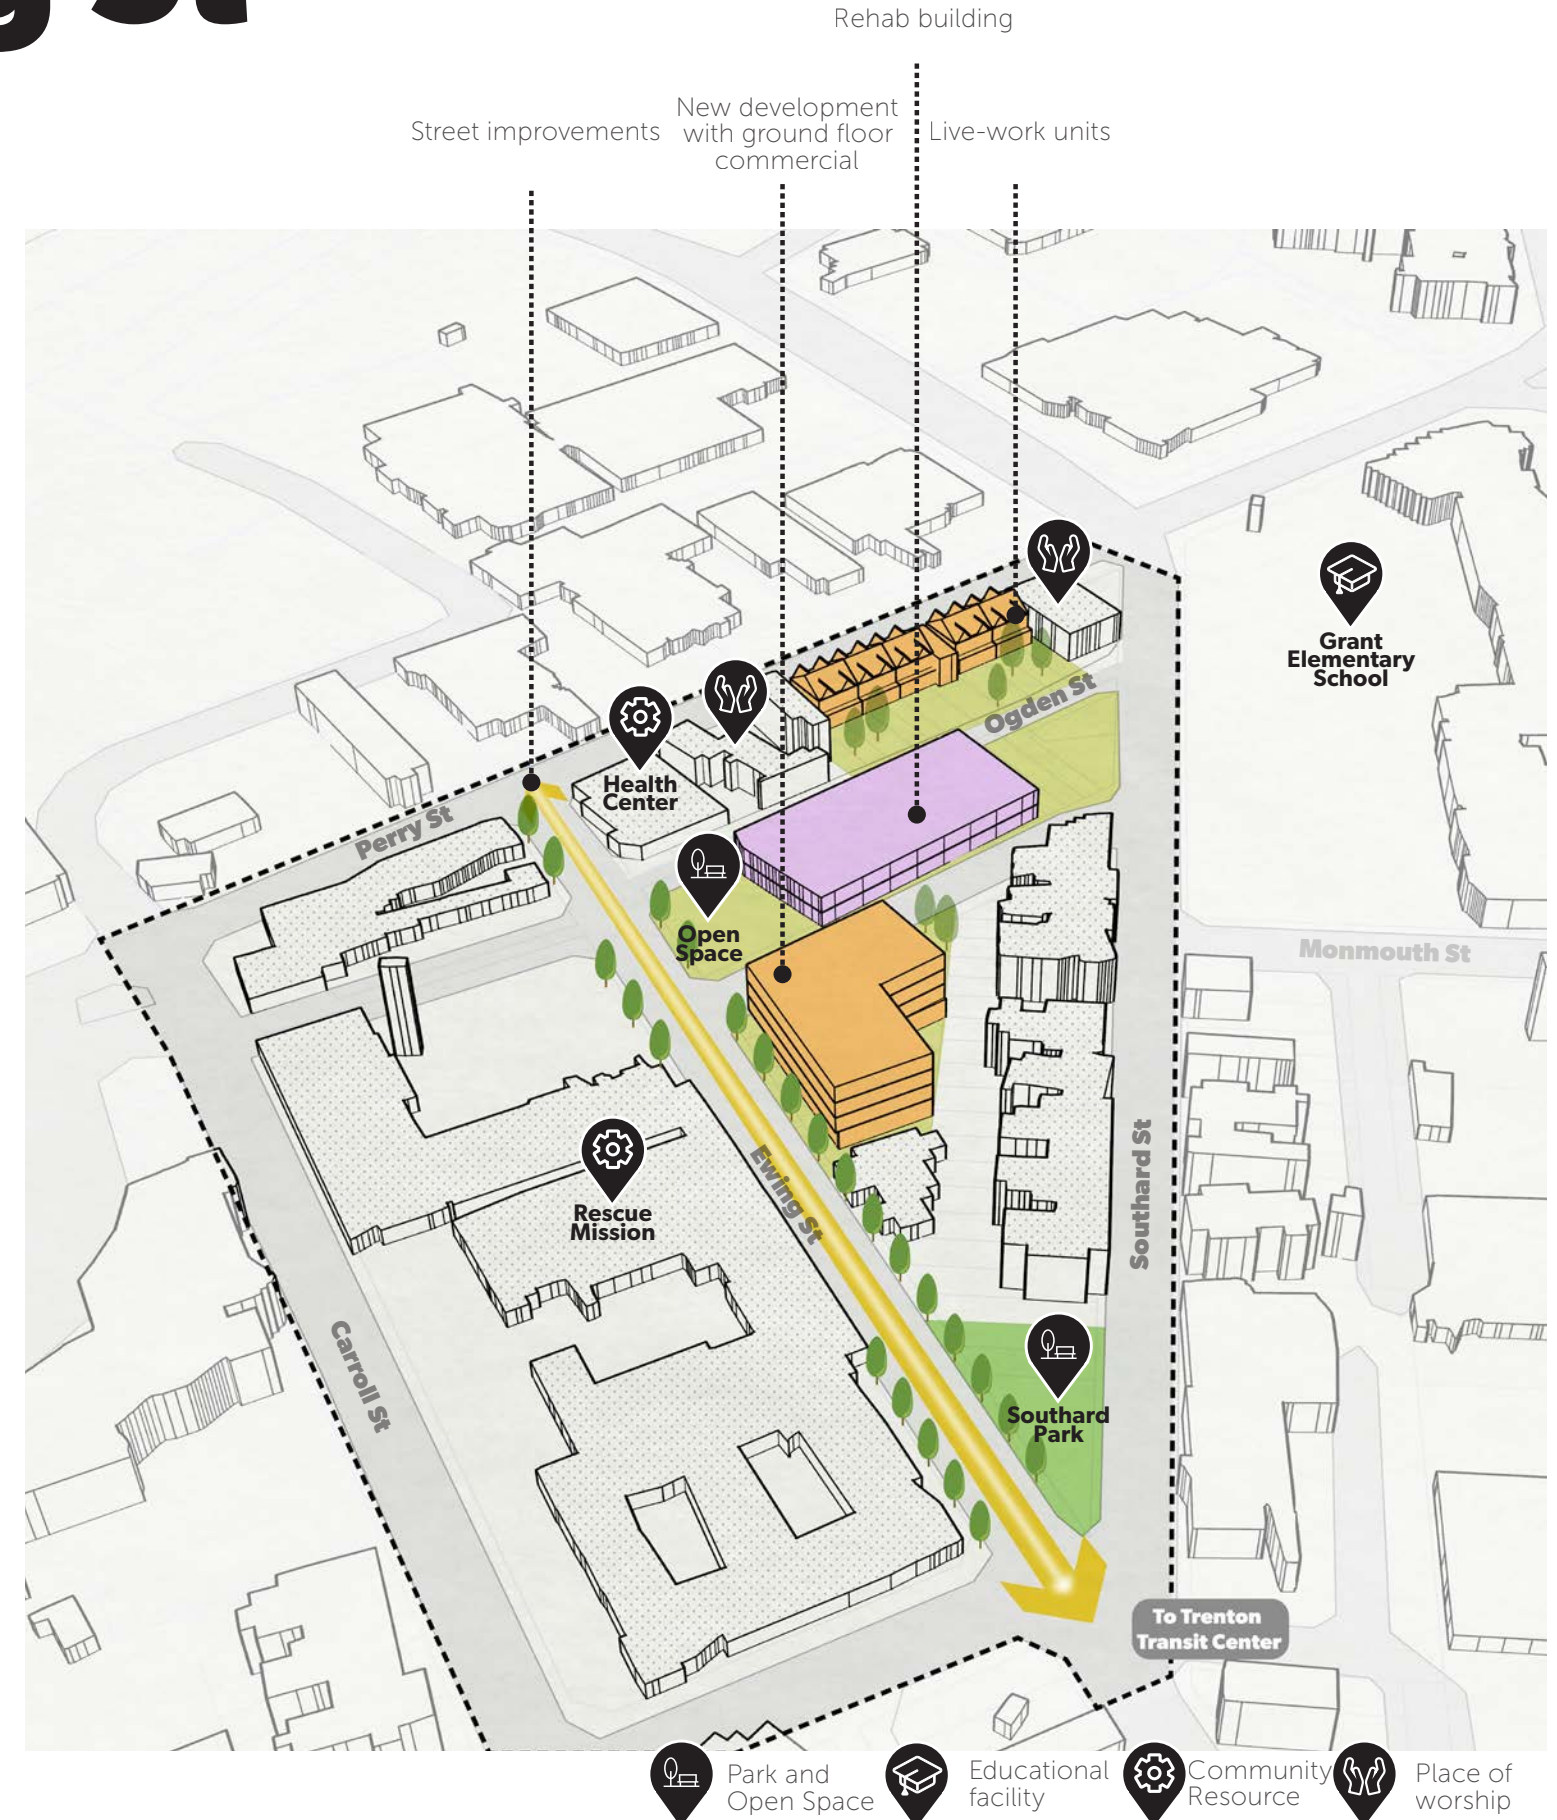 g St
Rehab building
Street improvements
New development
with ground floor
commercial
Live-work units
Grant
Elementary
School
Ogden St
Health
Center
Perry St
Open
Space
Monmouth St
Ewing St
Southard St
Rescue
Mission
Carroll St
Southard
Park
To Trenton
Transit Center
Park and
Open Space
Educational
facility
Community
Resource
Place of
worship